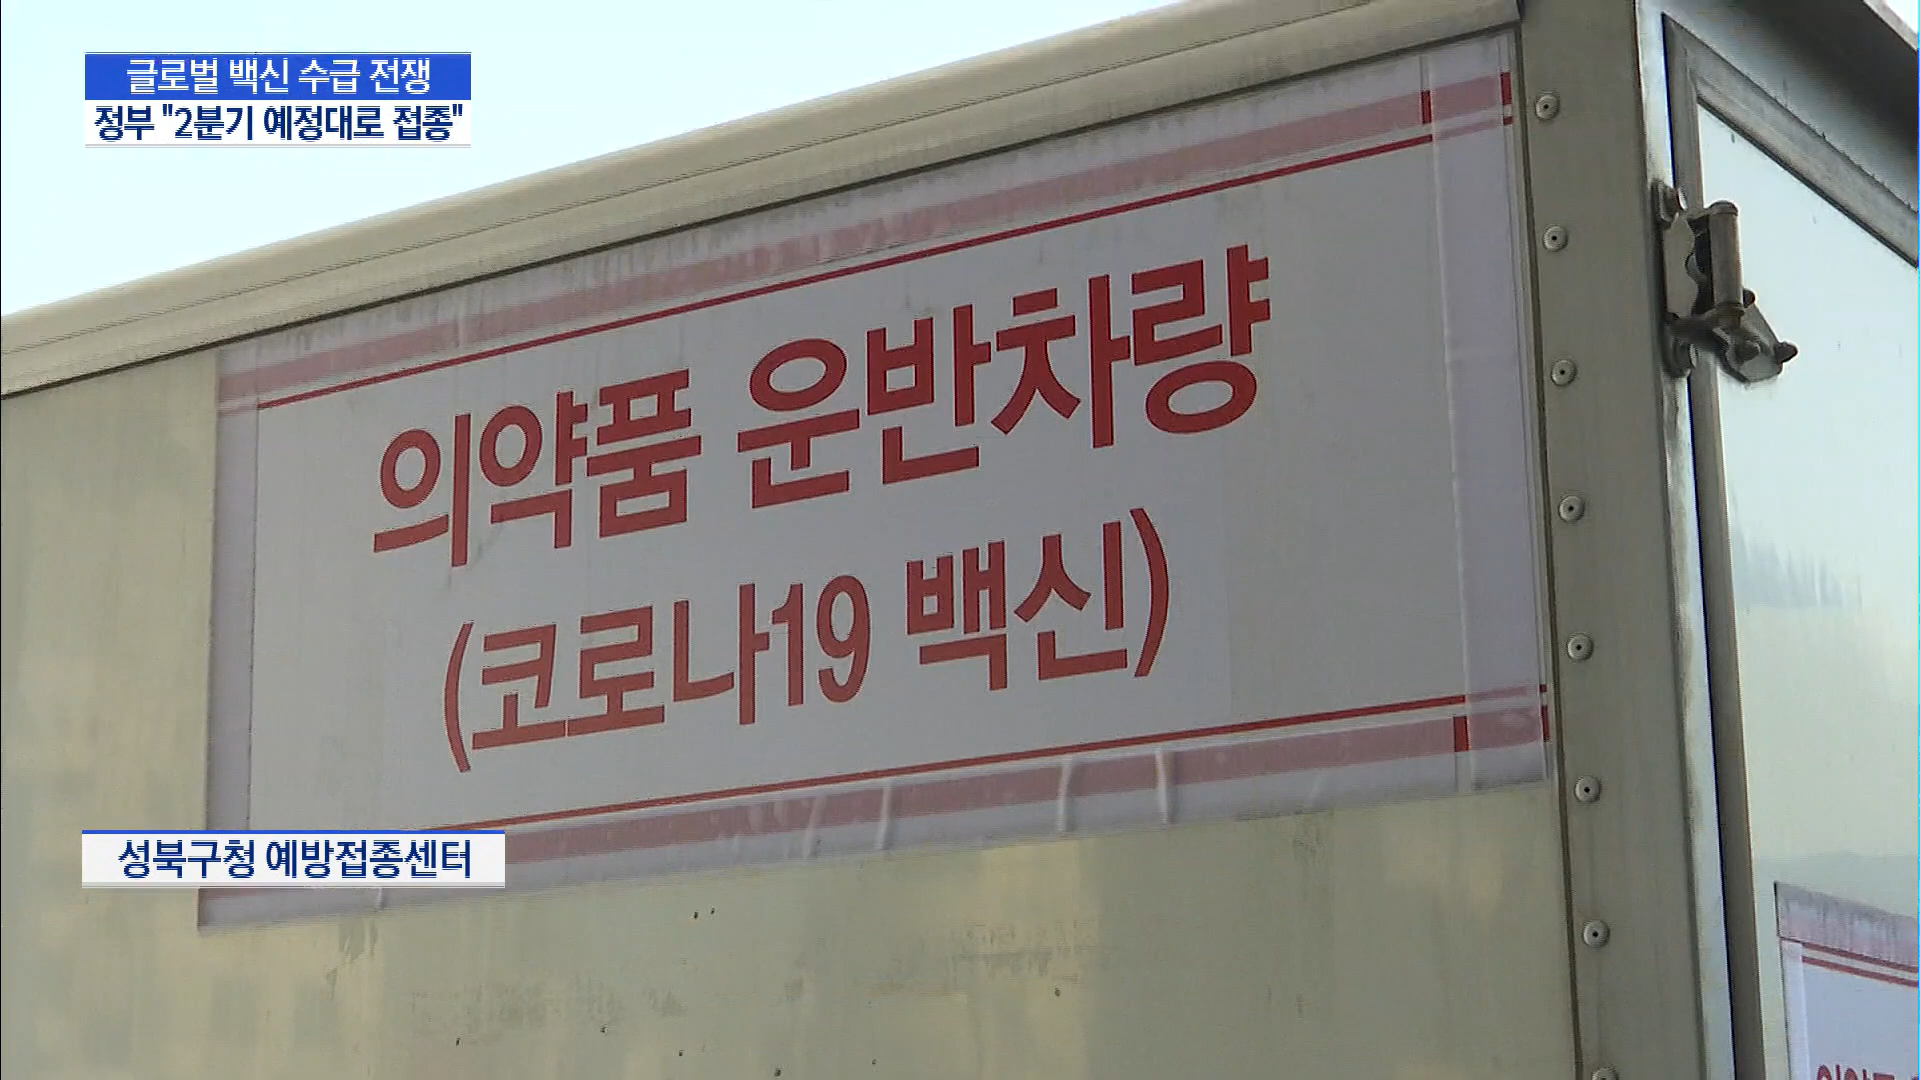 글로벌 백신 수급 전쟁
정부 "2분기 예정대로 접종"
의약품 운반차량
(코로나19 백신)
성북구청 예방접종센터